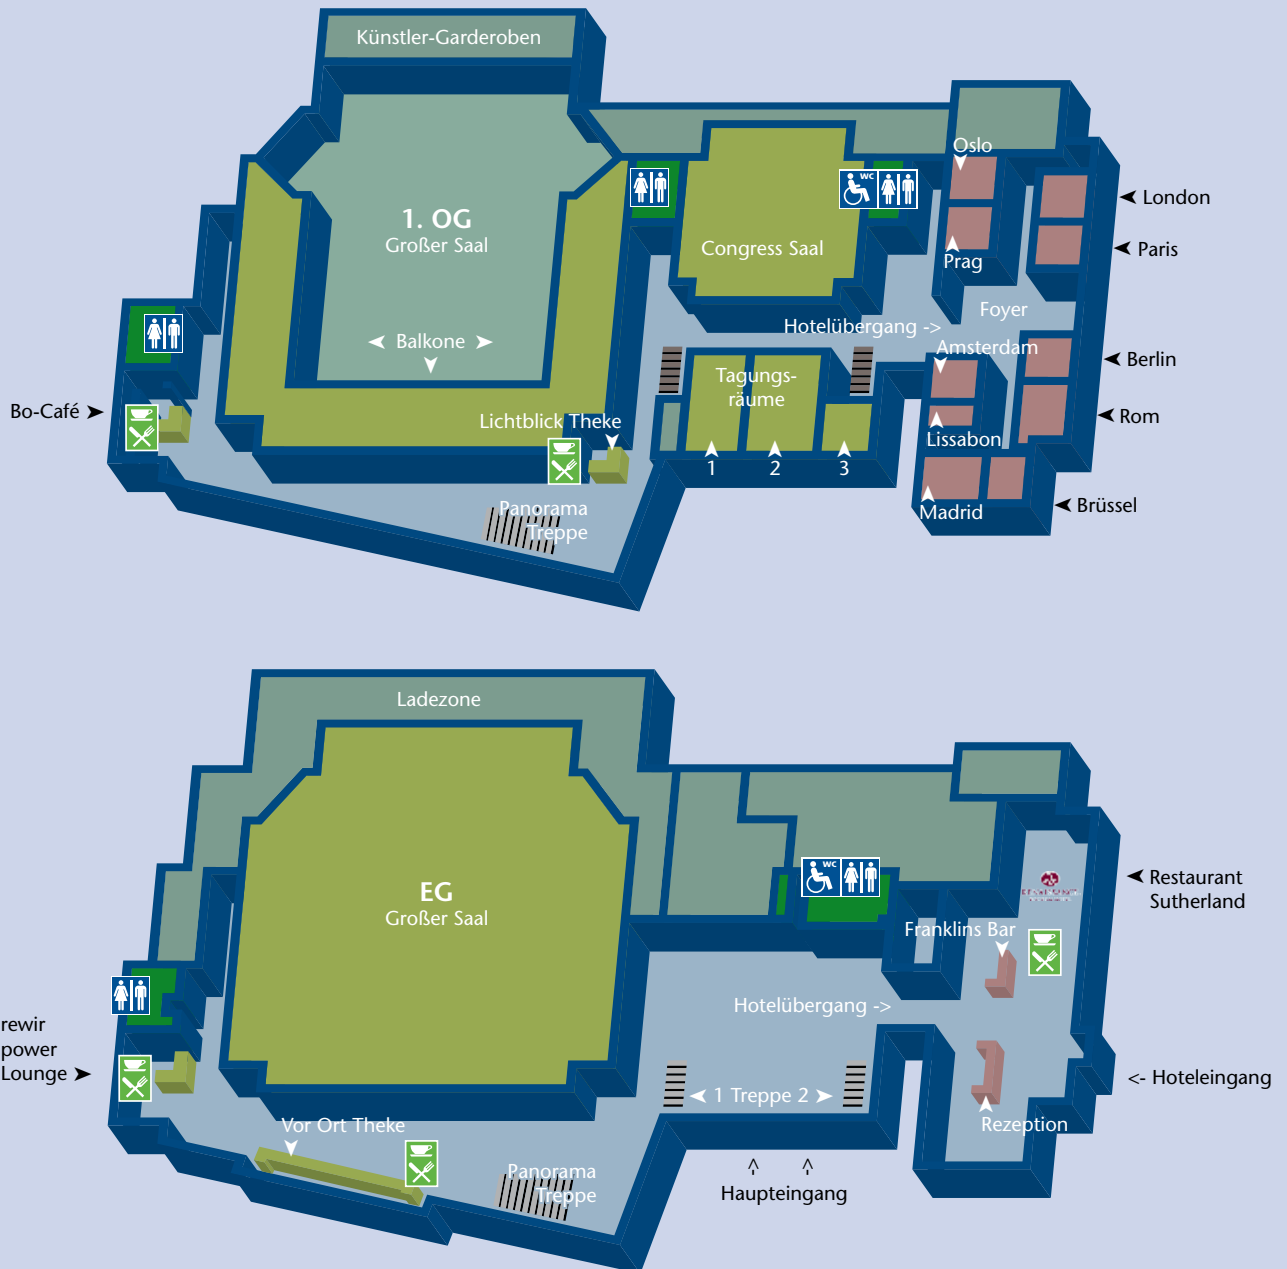 Künstler-Garderoben
Oslo
WC
London
1. OG
Großer Saal
Congress Saal
Paris
Prag
Foyer
Hotelübergang ->
Balkone
Amsterdam
Berlin
Tagungs-
räume
Bo-Café
Lichtblick Theke
Rom
Lissabon
1 2 3
Panorama
Treppe
Madrid
Brüssel
Ladezone
WC
EG
Großer Saal
Restaurant
Sutherland
Franklins Bar
Hotelübergang ->
rewir
power
Lounge
<- Hoteleingang
1 Treppe 2
Vor Ort Theke
Rezeption
Panorama
Treppe
Haupteingang